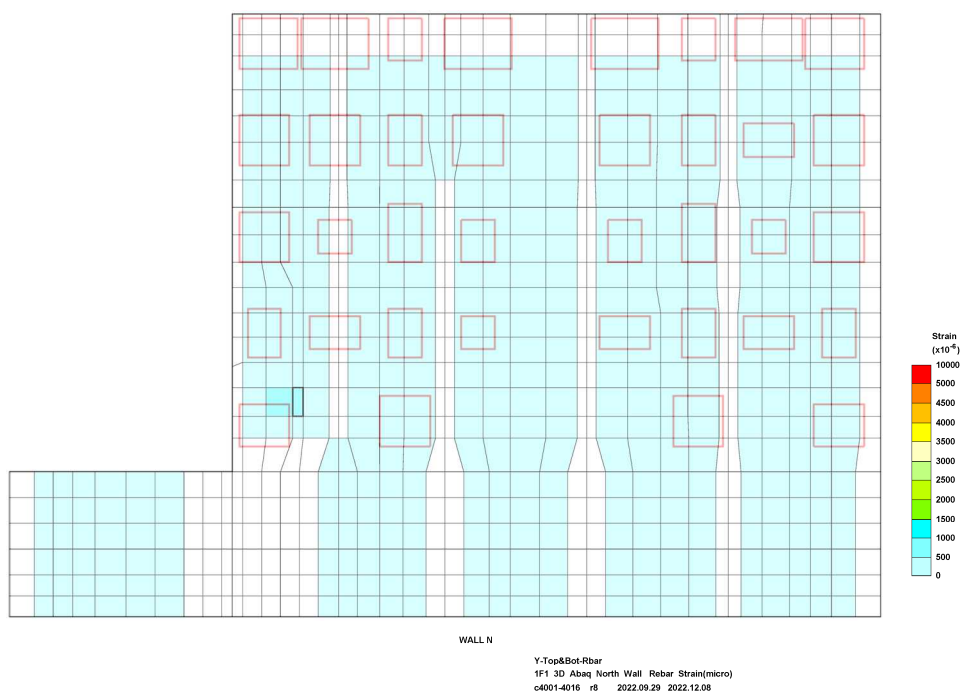 Strain
(x10⁻⁶)
10000
5000
4500
4000
3500
3000
2500
2000
1500
1000
500
0
WALL N
Y-Top&Bot-Rbar
1F1 3D Abaq North Wall Rebar Strain(micro)
c4001-4016 r8 2022.09.29 2022.12.08